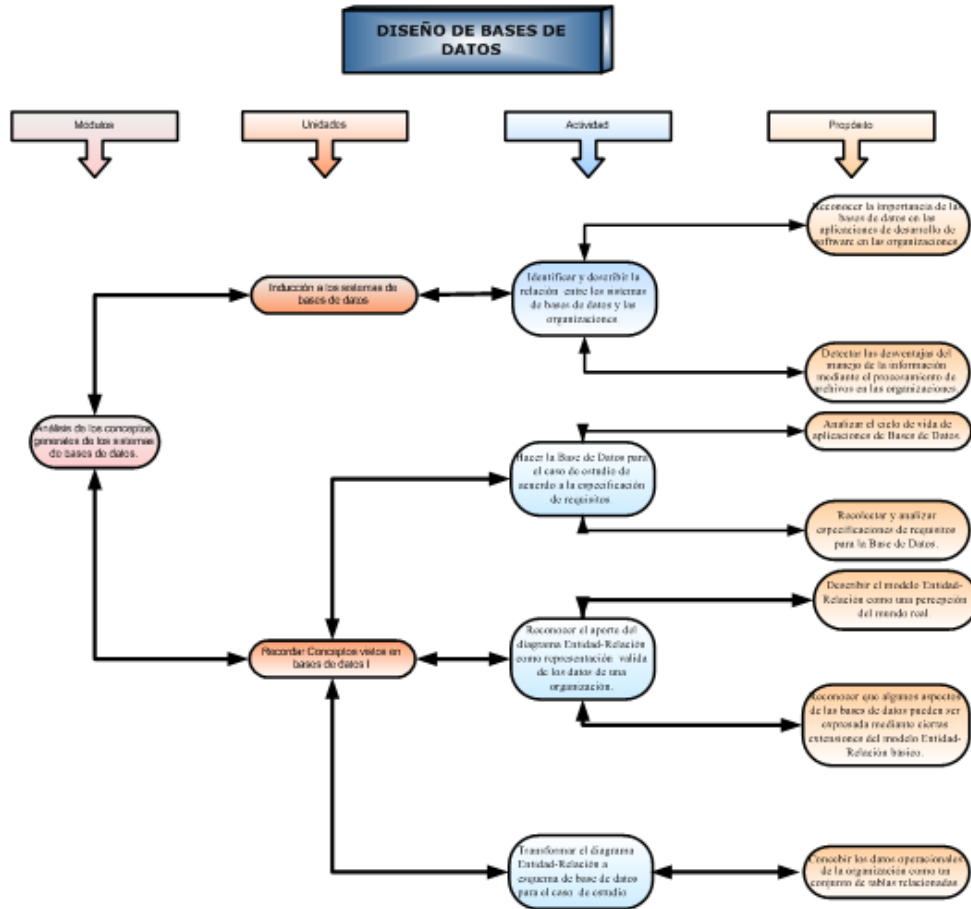 DISEÑO DE BASES DE
DATOS
Módulos
Unidades
Actividad
Propósito
Reconocer la importancia de las
bases de datos en las
aplicaciones de desarrollo de
software en las organizaciones.
Inducción a los sistemas de
bases de datos
Identificar y describir la
relación entre los sistemas
de bases de datos y las
organizaciones
Detectar las desventajas del
manejo de la información
mediante el procesamiento de
archivos en las organizaciones.
Análisis de los conceptos
generales de los sistemas
de bases de datos.
Analizar el ciclo de vida de
aplicaciones de Bases de Datos.
Hacer la Base de Datos para
el caso de estudio de
acuerdo a la especificación
de requisitos
Recolectar y analizar
especificaciones de requisitos
para la Base de Datos.
Describir el modelo Entidad-
Relación como una percepción
del mundo real.
Recordar Conceptos vistos en
bases de datos I
Reconocer el aporte del
diagrama Entidad-Relación
como representación valida
de los datos de una
organización.
Reconocer que algunos aspectos
de las bases de datos pueden ser
expresada mediante ciertas
extensiones del modelo Entidad-
Relación básico.
Transformar el diagrama
Entidad-Relación a
esquema de base de datos
para el caso de estudio
Concebir los datos operacionales
de la organización como un
conjunto de tablas relacionadas.